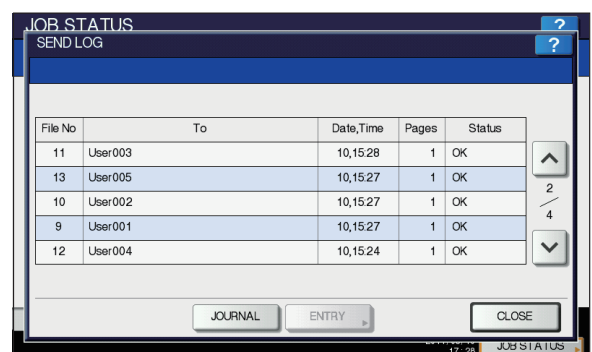 JOB STATUS ?
SEND LOG ?
File No To Date,Time Pages Status
11 User003 10,15:28 1 OK
13 User005 10,15:27 1 OK
10 User002 10,15:27 1 OK
9 User001 10,15:27 1 OK
12 User004 10,15:24 1 OK
2
/
4
JOURNAL ENTRY CLOSE
17:28 JOB STATUS